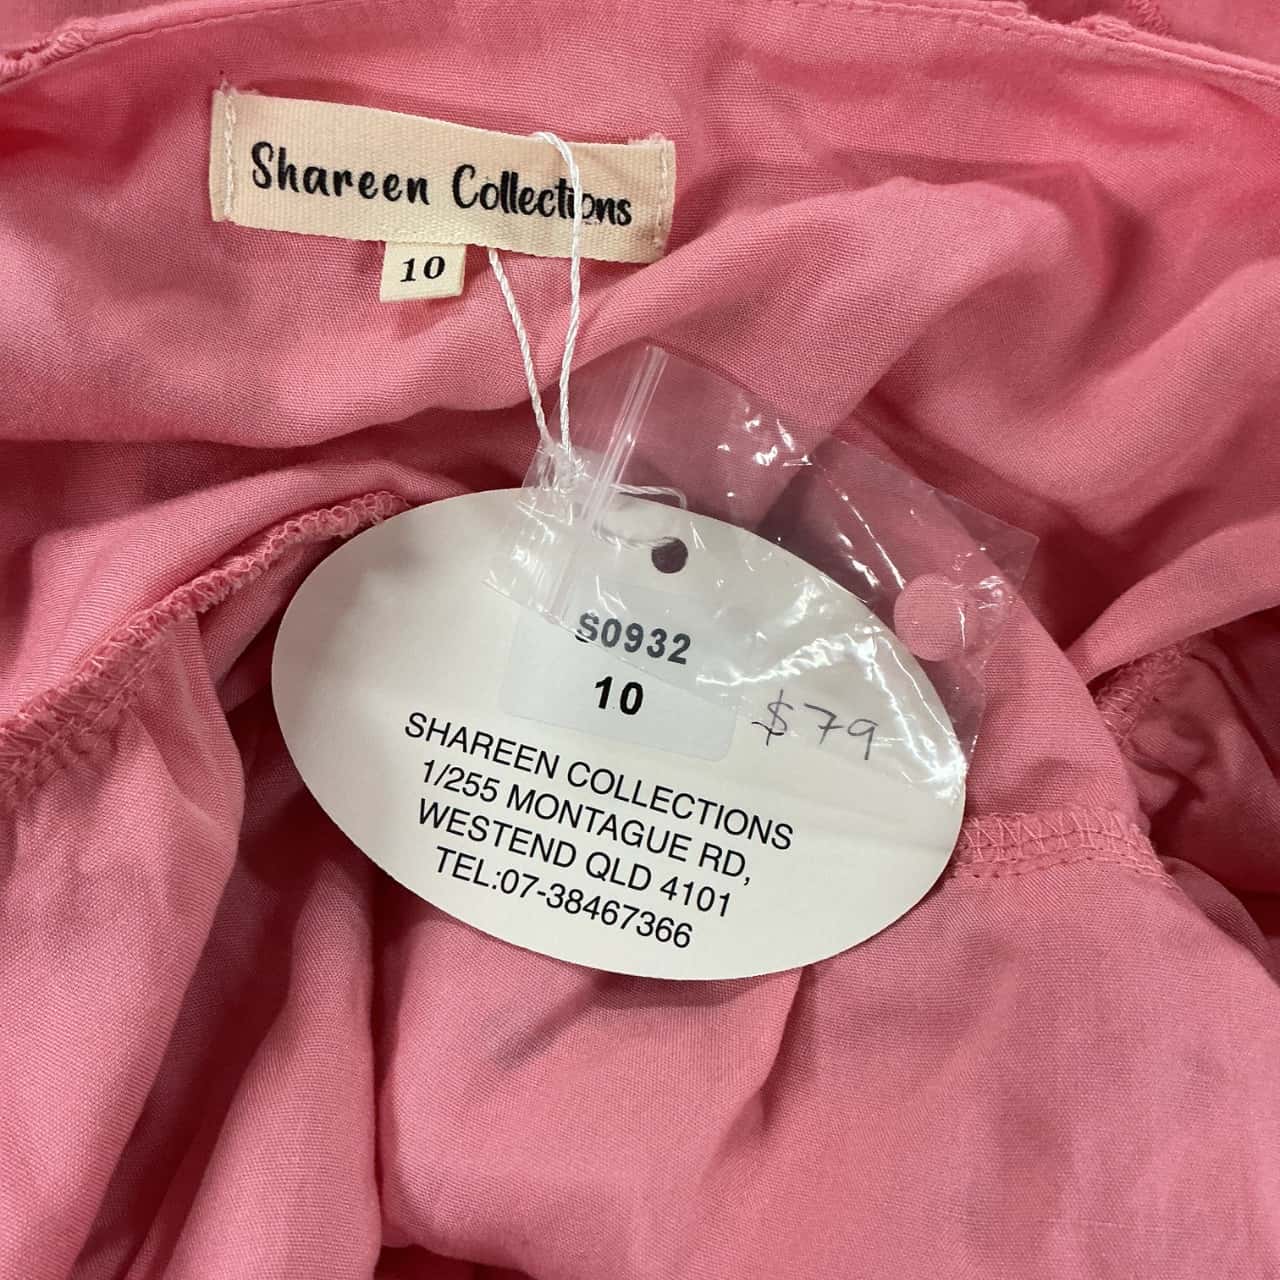 Shareen Collections
10
S0932
10
$79
SHAREEN COLLECTIONS
1/255 MONTAGUE RD,
WESTEND QLD 4101
TEL:07-38467366